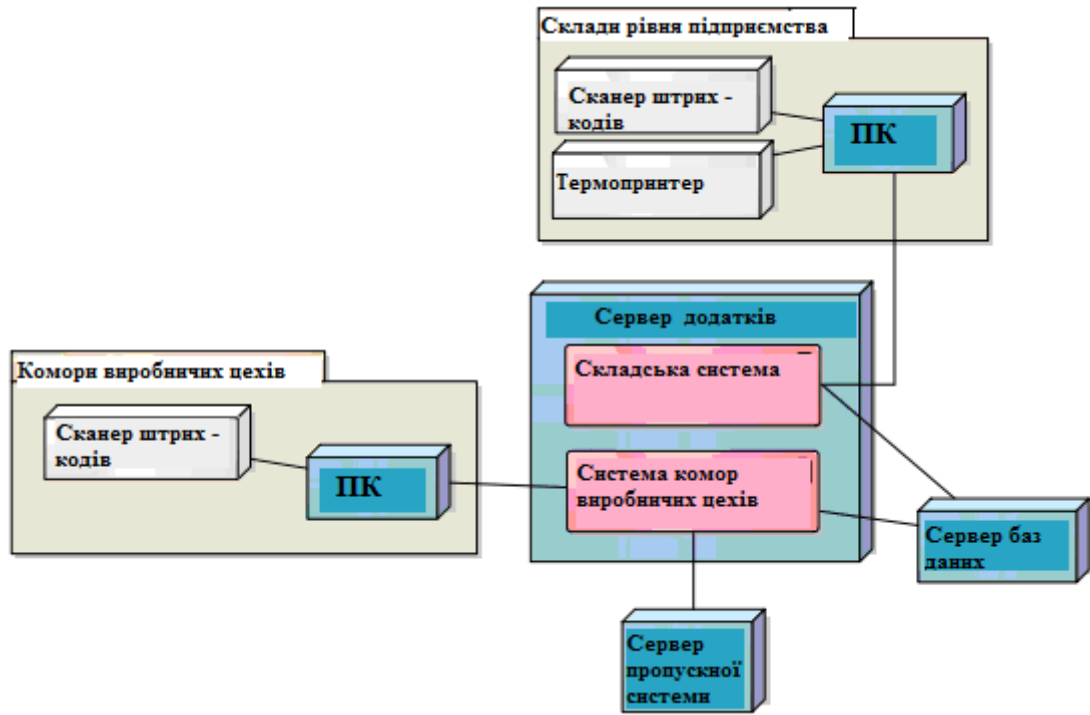 Склади рівня підприємства
Сканер штрих -
кодів
ПК
Термопринтер
Сервер додатків
Складська система
Комори виробничих цехів
Сканер штрих -
кодів
ПК
Система комор
виробничих цехів
Сервер баз
даних
Сервер
пропускної
системи